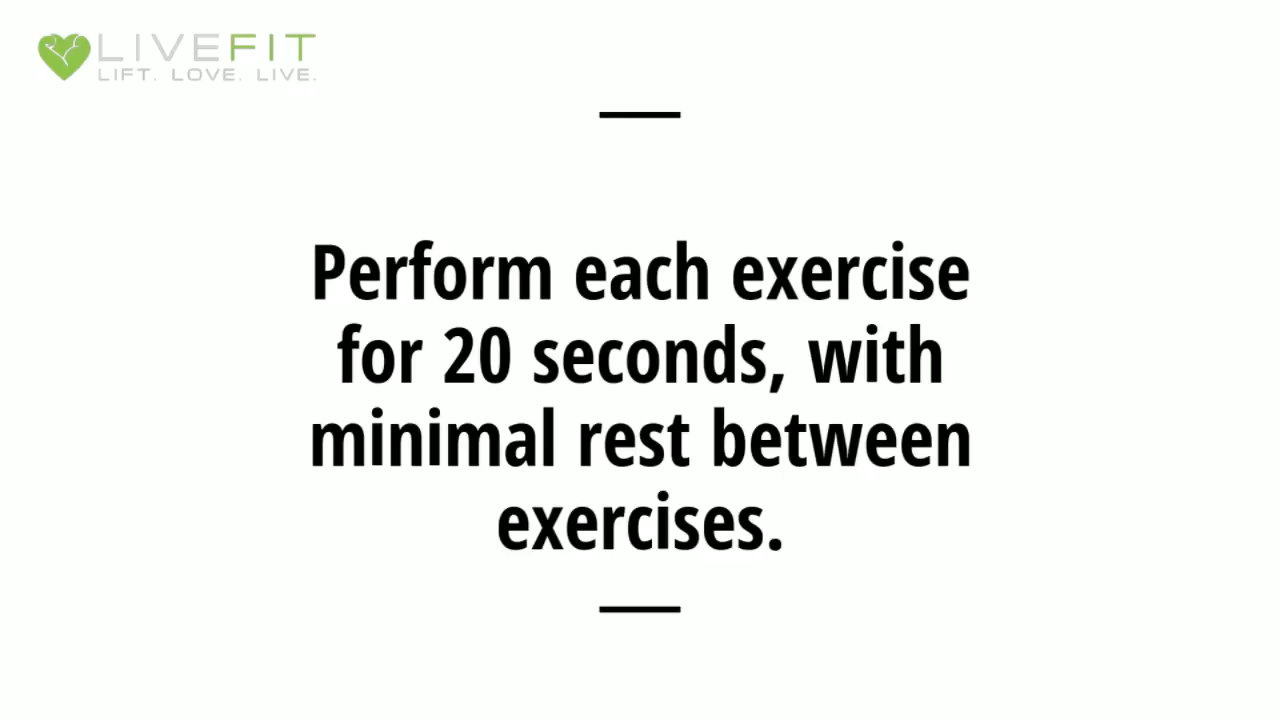 LIVEFIT
LIFT. LOVE. LIVE.
Perform each exercise
for 20 seconds, with
minimal rest between
exercises.